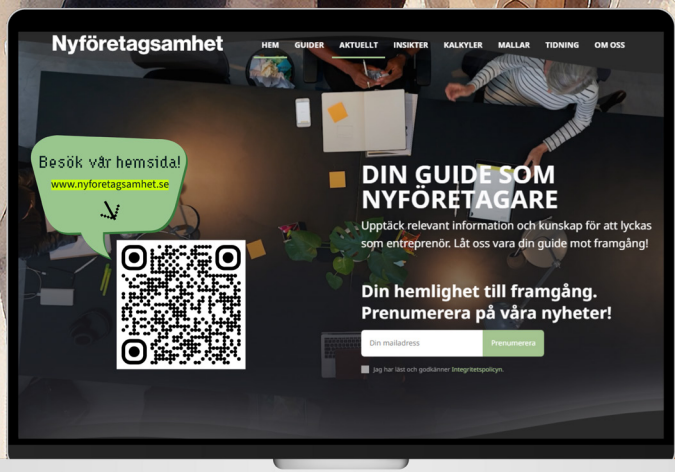 Nyföretagsamhet
HEM GUIDER AKTUELLT INSIKTER KALKYLER MALLAR TIDNING OM OSS
Besök vår hemsida!
www.nyforetagsamhet.se
DIN GUIDE SOM
NYFÖRETAGARE
Upptäck relevant information och kunskap för att lyckas
som entreprenör. Låt oss vara din guide mot framgång!
Din hemlighet till framgång.
Prenumerera på våra nyheter!
Din mailadress Prenumerera
Jag har läst och godkänner Integritetspolicyn.